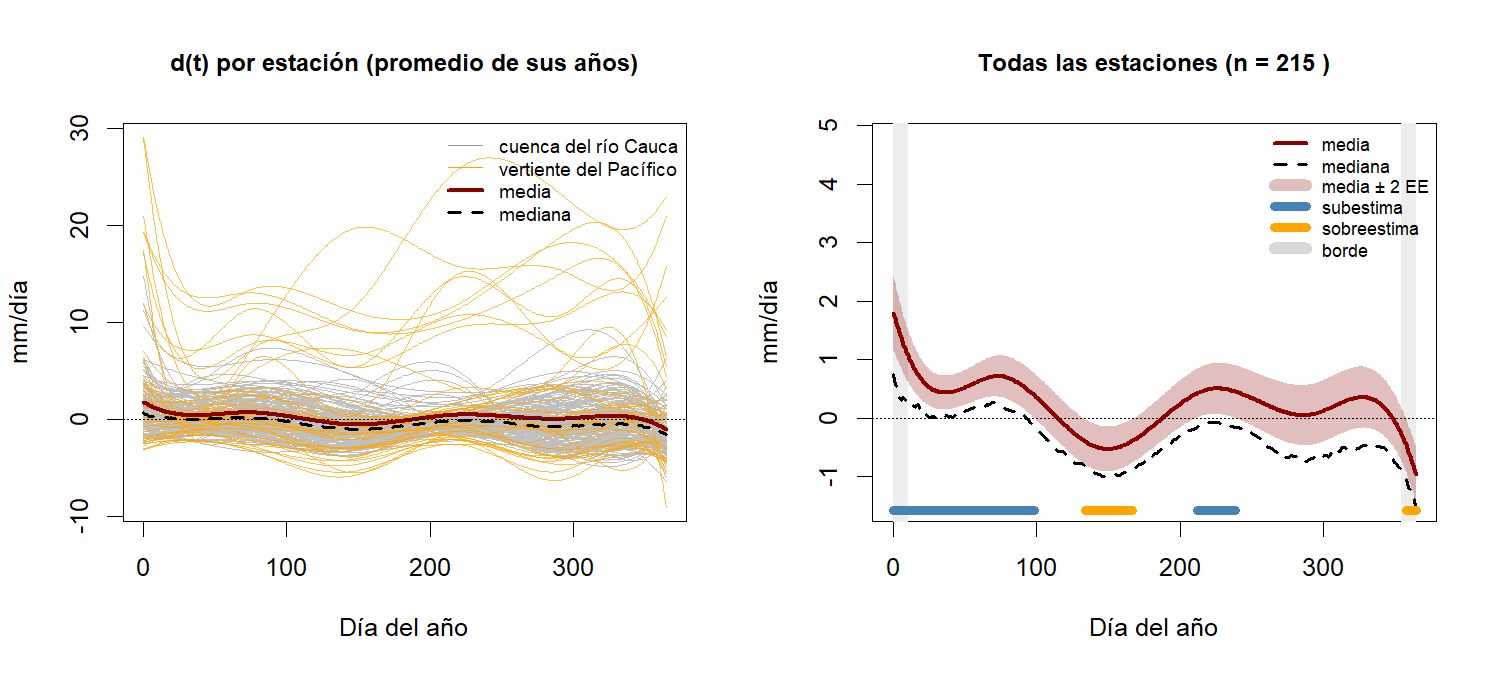 d(t) por estación (promedio de sus años)
mm/día
30
20
10
0
-10
cuenca del río Cauca
vertiente del Pacífico
media
mediana
0
100
200
300
Día del año
Todas las estaciones (n = 215 )
mm/día
5
4
3
2
1
0
-1
media
mediana
media ± 2 EE
subestima
sobreestima
borde
0
100
200
300
Día del año